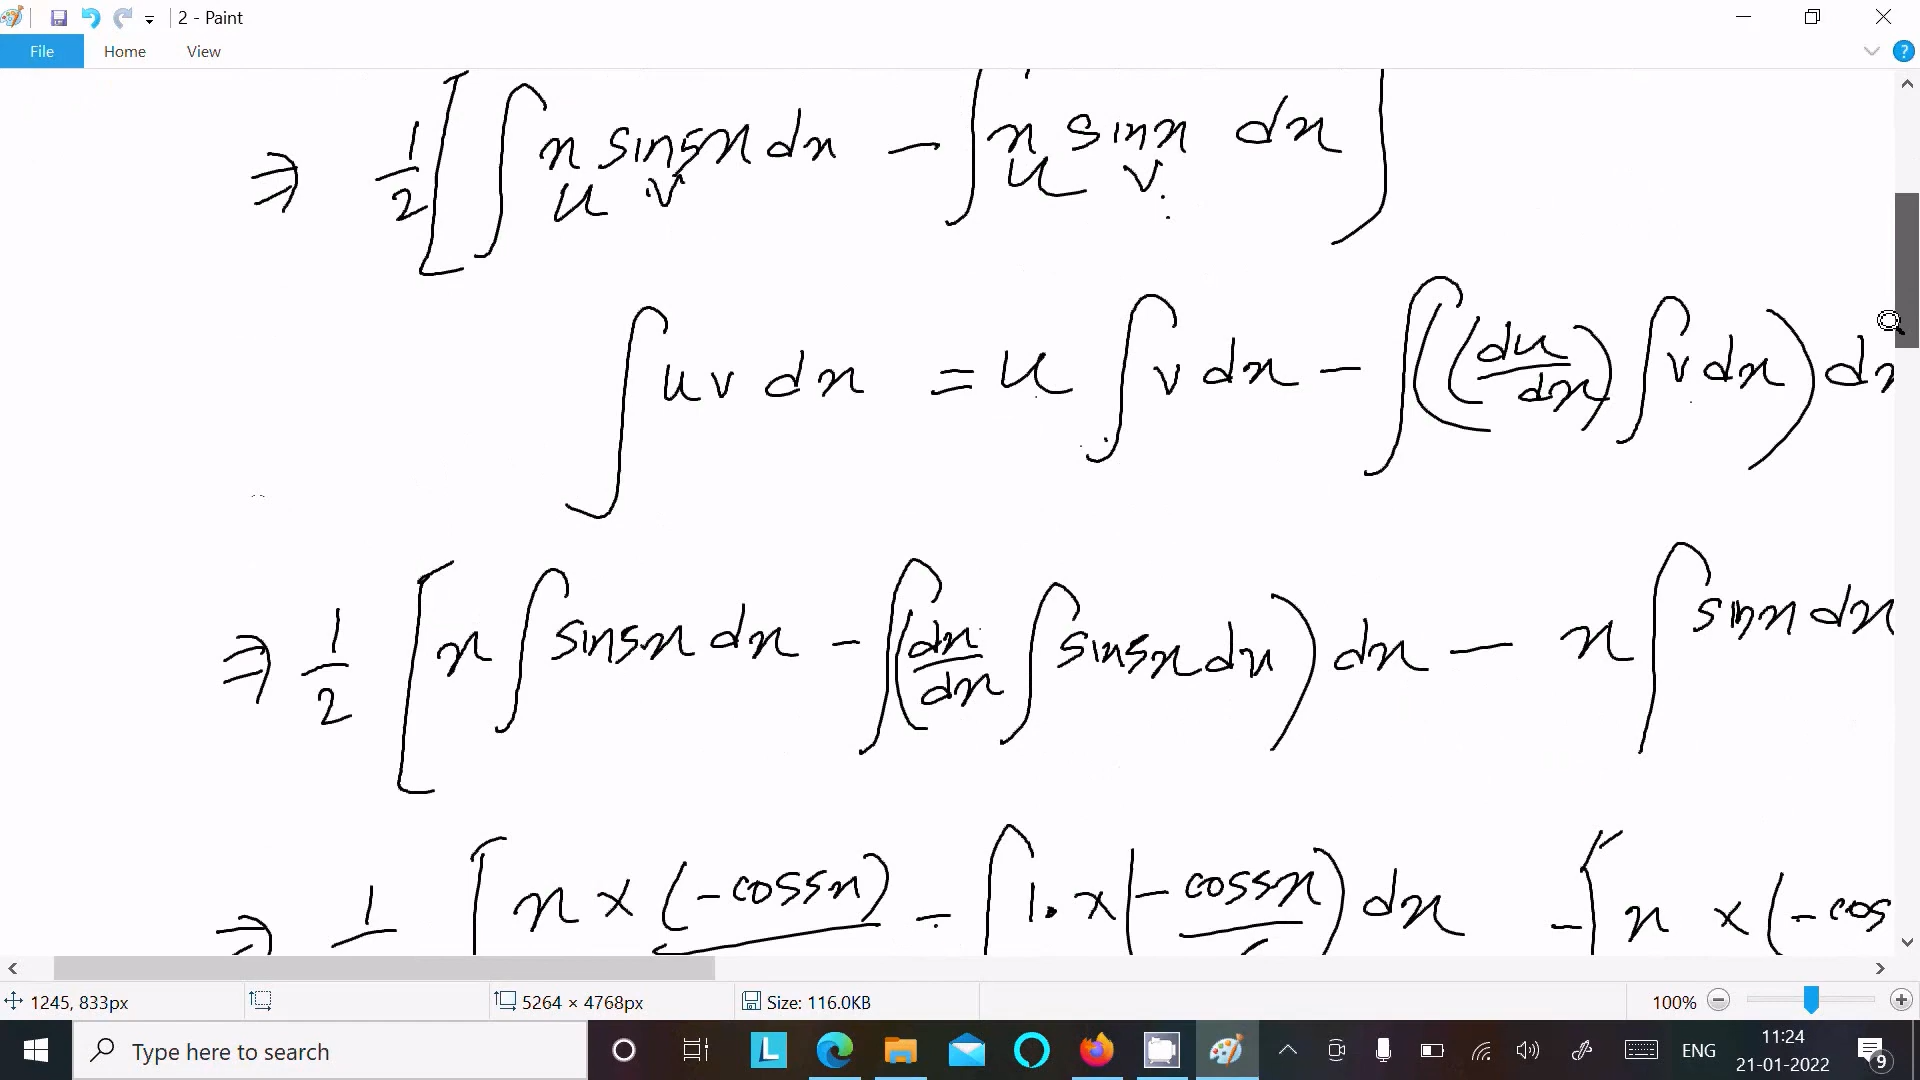 2 - Paint
File Home View
⇒ 1/2 [ ∫ x sin5x dx - ∫ x sinx dx ]
u v u v
∫ uv dx = u ∫ v dx - ∫ ( (du/dx) ∫ v dx ) dx
⇒ 1/2 [ x ∫ sin5x dx - ∫ ( dx/dx ∫ sin5x dx ) dx - x ∫ sinx dx
⇒ 1 [ x × (-cos5x) - ∫ 1. × ( - cos5x ) dx - [ x × ( - cos
1245, 833px 5264 × 4768px Size: 116.0KB 100%
Type here to search L ENG 11:24
21-01-2022 9